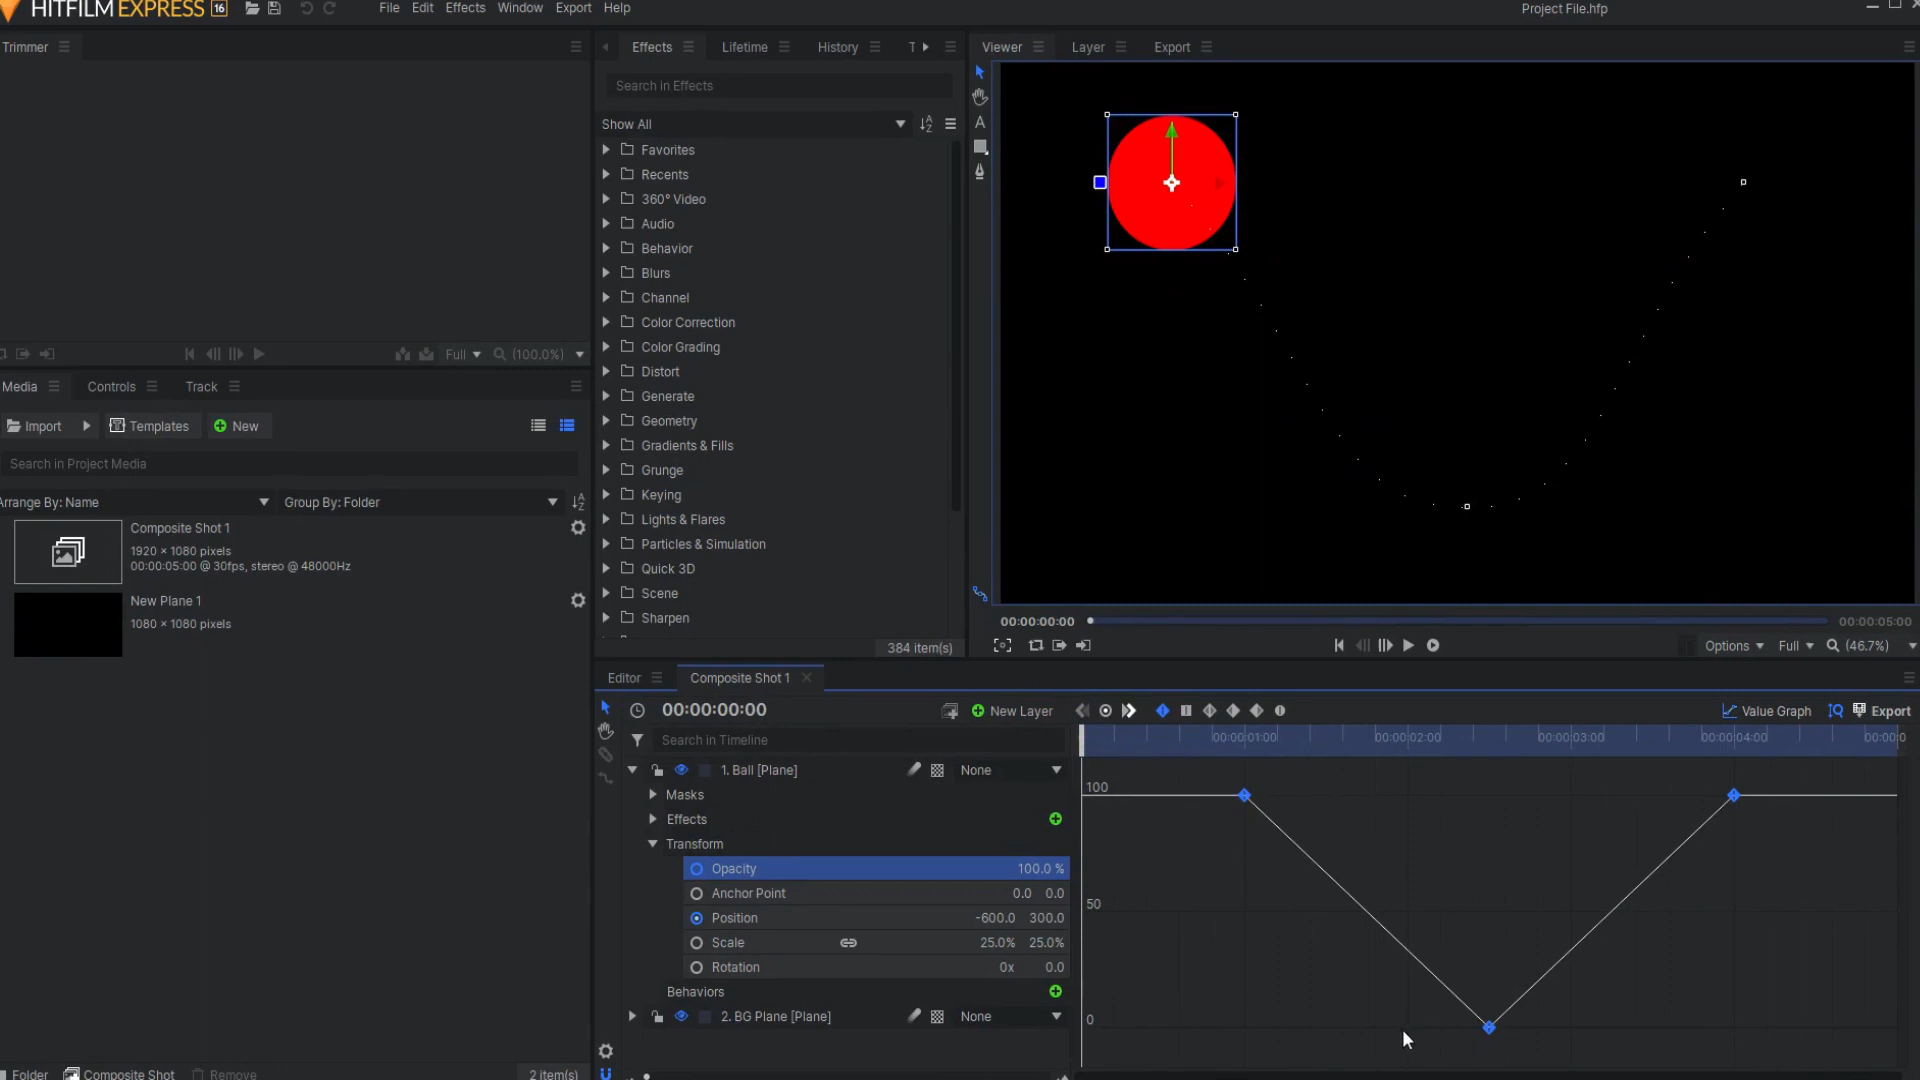 HITFILM EXPRESS 16
File Edit Effects Window Export Help
Project File.hfp
Trimmer
Full (100.0%)
Media Controls Track
Import Templates New
Search in Project Media
Arrange By: Name Group By: Folder
Composite Shot 1
1920 × 1080 pixels
00:00:05:00 @ 30fps, stereo @ 48000Hz
New Plane 1
1080 × 1080 pixels
Folder Composite Shot Remove 2 item(s)
Effects Lifetime History T
Search in Effects
Show All
Favorites
Recents
360° Video
Audio
Behavior
Blurs
Channel
Color Correction
Color Grading
Distort
Generate
Geometry
Gradients & Fills
Grunge
Keying
Lights & Flares
Particles & Simulation
Quick 3D
Scene
Sharpen
384 item(s)
Viewer Layer Export
A
00:00:00:00 00:00:05:00
Options Full (46.7%)
Editor Composite Shot 1
00:00:00:00 New Layer Value Graph Export
Search in Timeline 00:00:01:00 00:00:02:00 00:00:03:00 00:00:04:00 00:00:0
1. Ball [Plane] None
Masks
Effects
Transform
Opacity 100.0 %
Anchor Point 0.0 0.0
Position -600.0 300.0
Scale 25.0% 25.0%
Rotation 0x 0.0
Behaviors
2. BG Plane [Plane] None
100
50
0